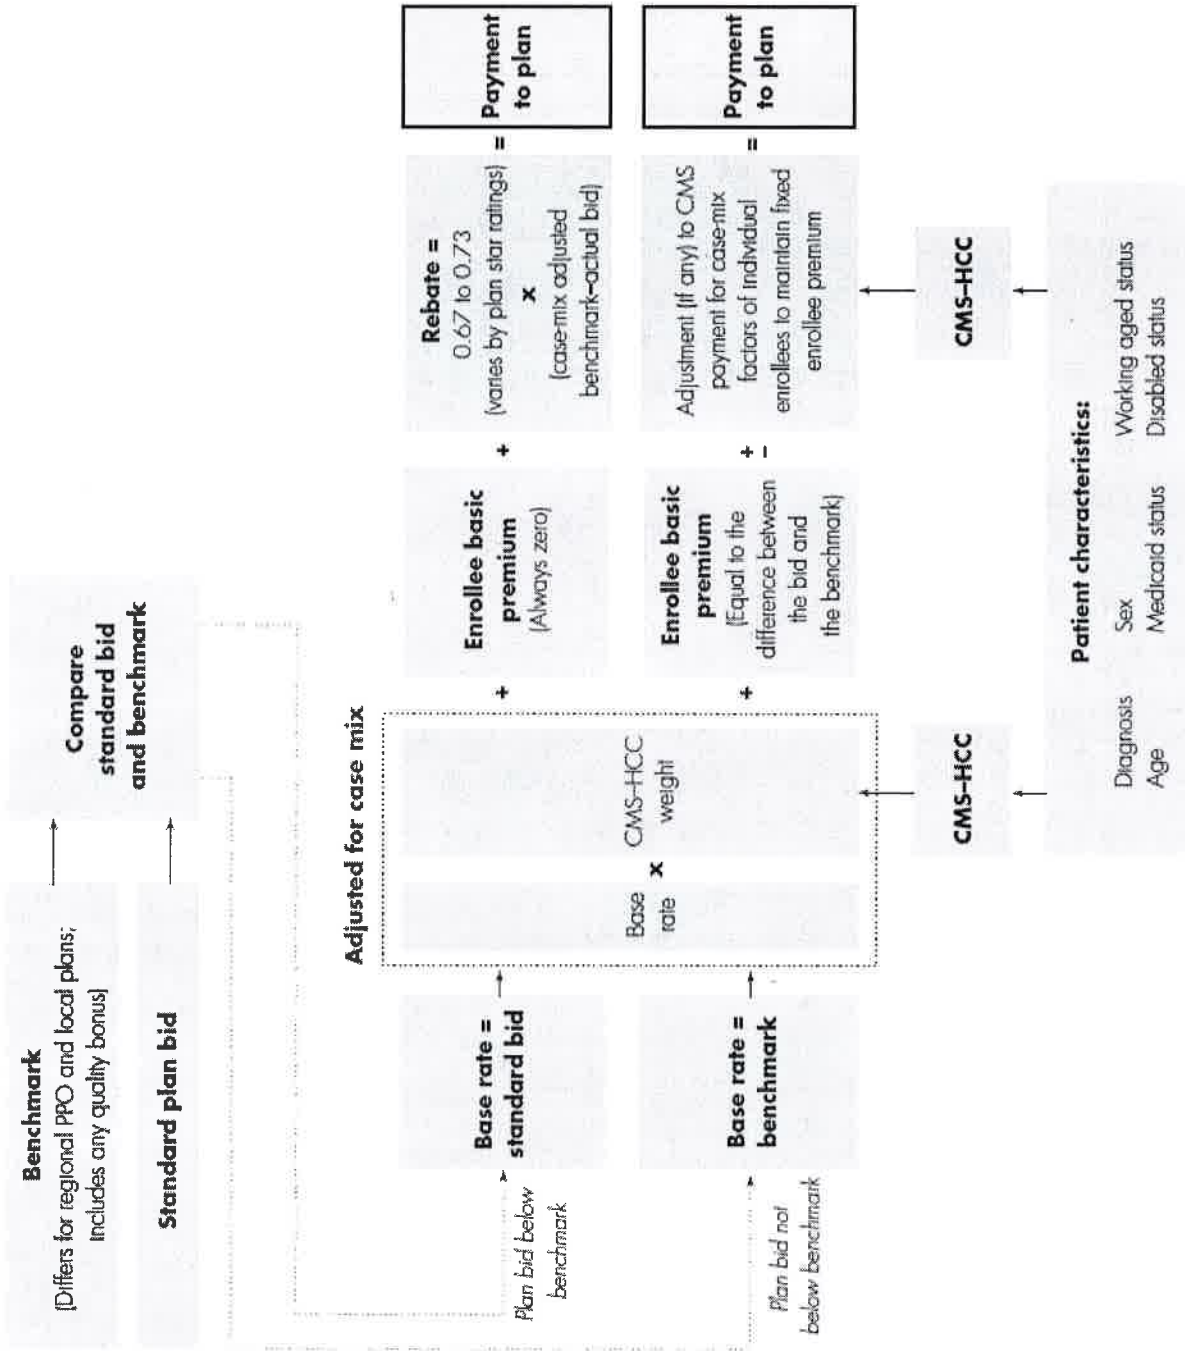 Benchmark
(Differs for regional PPO and local plans;
includes any quality bonus)
Standard plan bid
Compare
standard bid
and benchmark
Adjusted for case mix
Plan bid below
benchmark
Base rate =
standard bid
Plan bid not
below benchmark
Base rate =
benchmark
Base
rate
x
CMS–HCC
weight
+
Enrollee basic
premium
(Always zero)
+
Rebate =
0.67 to 0.73
(varies by plan star ratings)
x
(case-mix adjusted
benchmark–actual bid)
=
Payment
to plan
+
Enrollee basic
premium
(Equal to the
difference between
the bid and
the benchmark)
+
–
Adjustment (if any) to CMS
payment for case-mix
factors of individual
enrollees to maintain fixed
enrollee premium
=
Payment
to plan
CMS–HCC
CMS–HCC
Patient characteristics:
Diagnosis Sex Working aged status
Age Medicaid status Disabled status